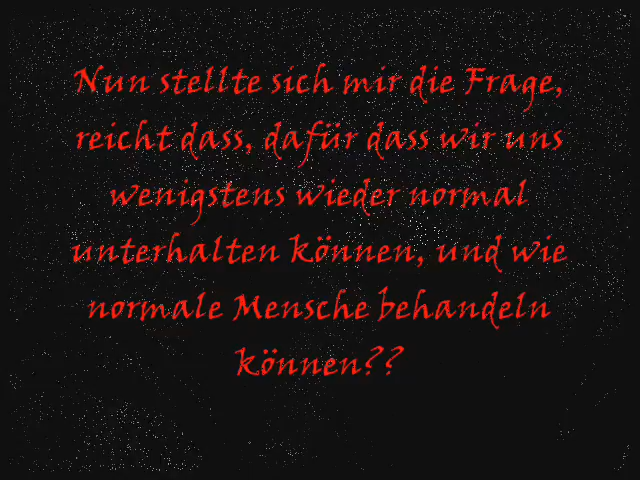 Nun stellte sich mir die Frage,
reicht dass, dafür dass wir uns
wenigstens wieder normal
unterhalten können, und wie
normale Mensche behandeln
können??